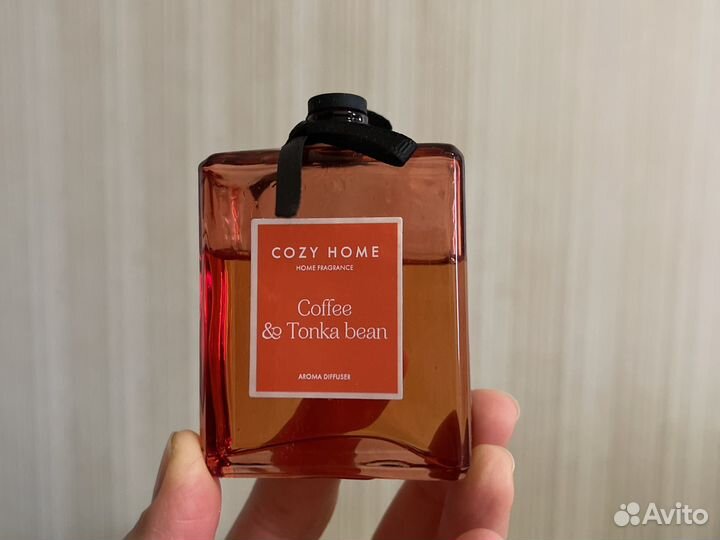 COZY HOME
HOME FRAGRANCE
Coffee
& Tonka bean
AROMA DIFFUSER
Avito